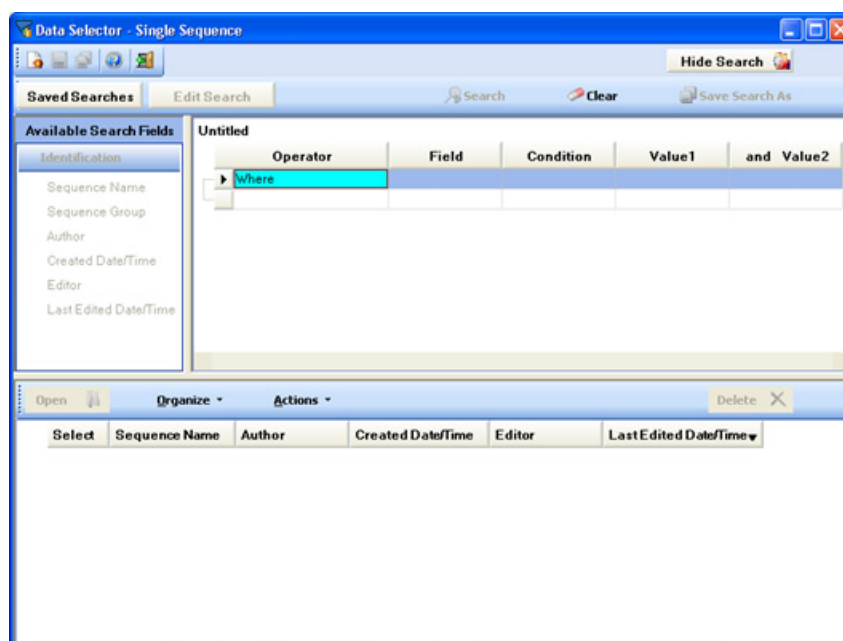 Data Selector - Single Sequence
Hide Search
Saved Searches Edit Search Search Clear Save Search As
Available Search Fields
Identification
Sequence Name
Sequence Group
Author
Created Date/Time
Editor
Last Edited Date/Time
Untitled
Operator Field Condition Value1 and Value2
Where
Open Organize Actions Delete
Select Sequence Name Author Created Date/Time Editor Last Edited Date/Time